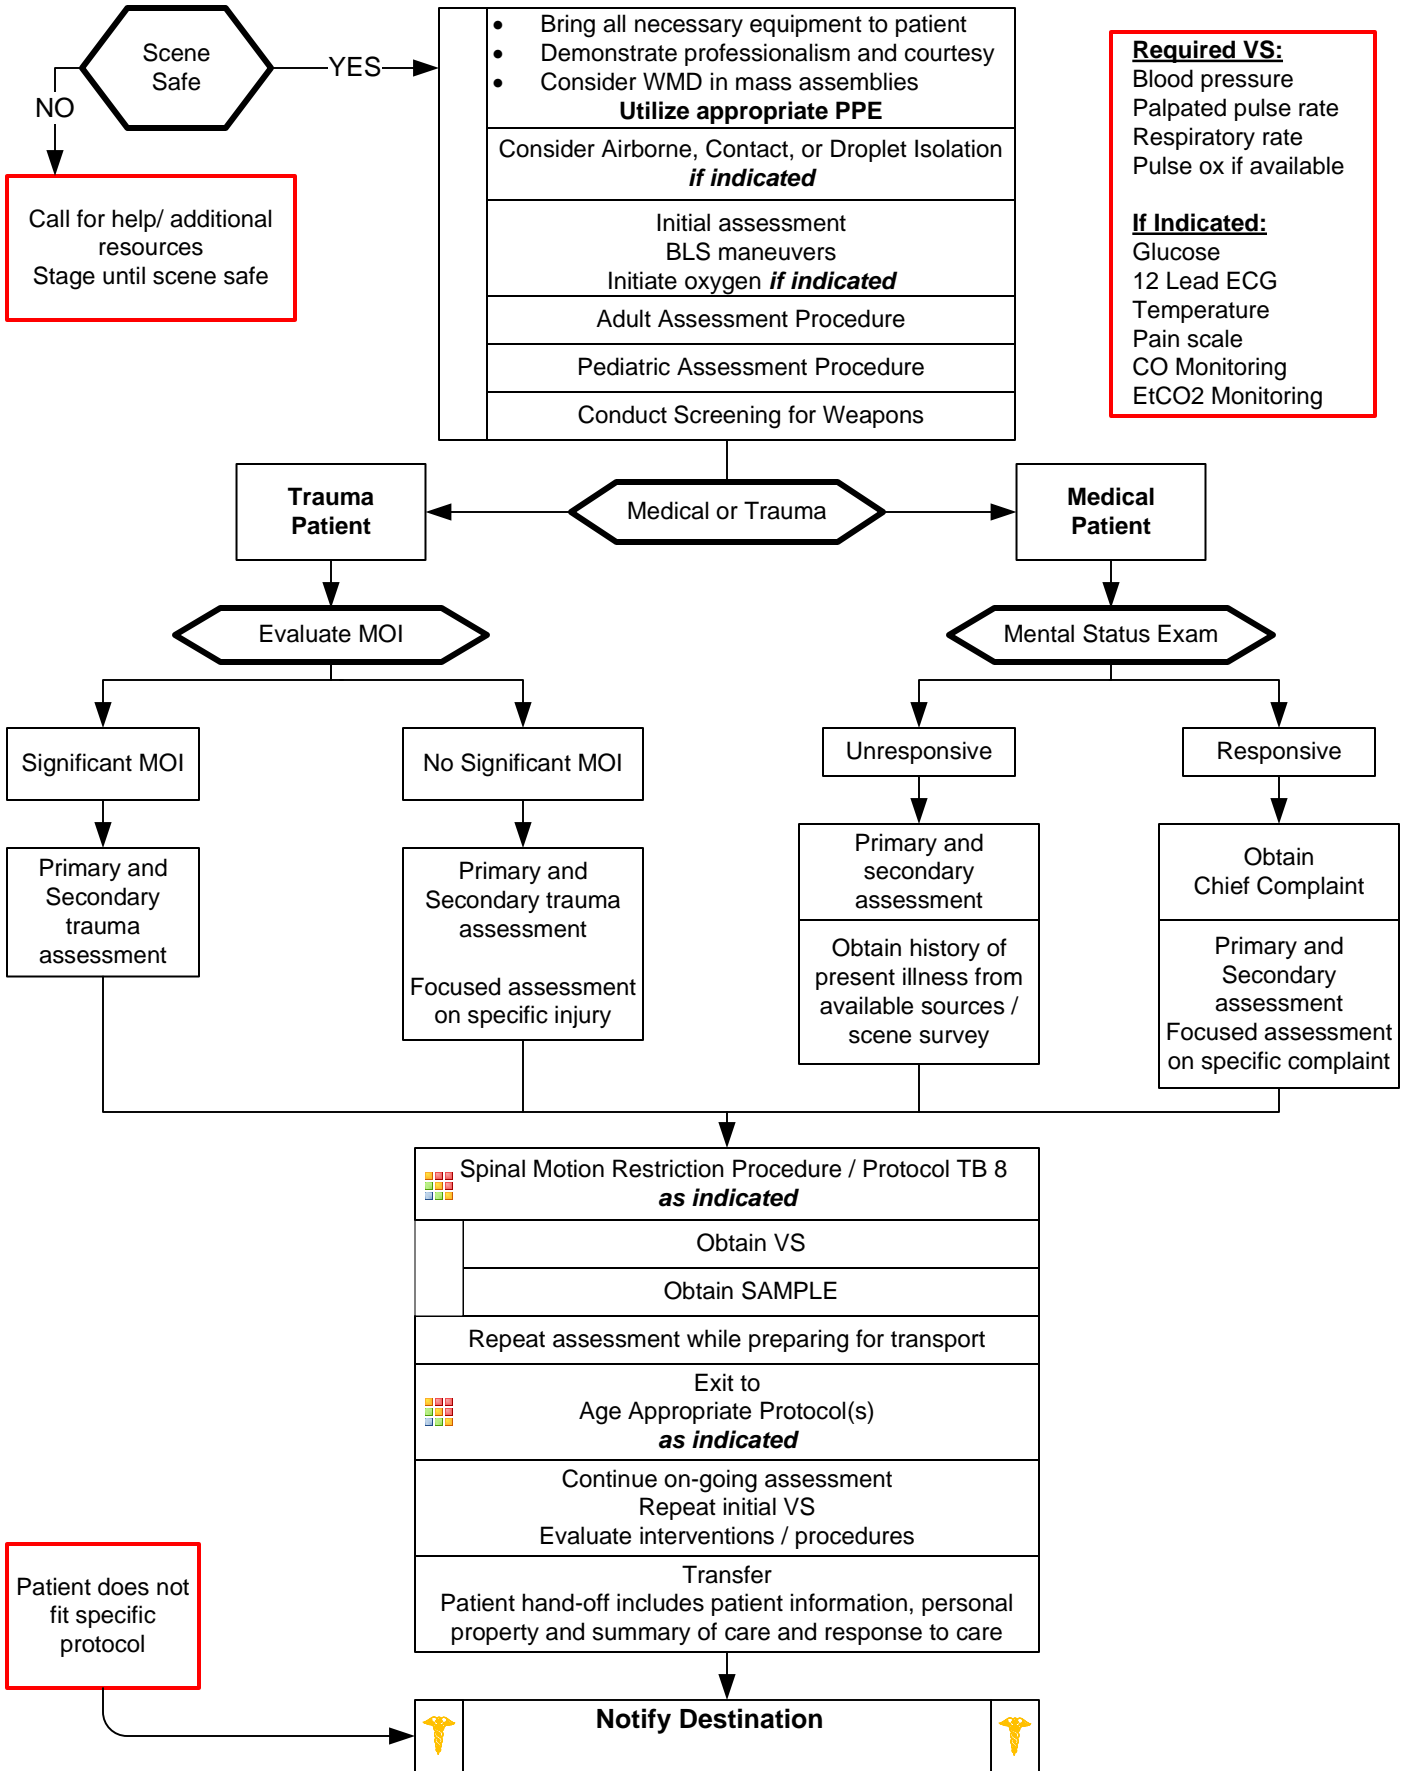 Scene
Safe
YES
NO
Call for help/ additional
resources
Stage until scene safe
• Bring all necessary equipment to patient
• Demonstrate professionalism and courtesy
• Consider WMD in mass assemblies
Utilize appropriate PPE
Consider Airborne, Contact, or Droplet Isolation
if indicated
Initial assessment
BLS maneuvers
Initiate oxygen if indicated
Adult Assessment Procedure
Pediatric Assessment Procedure
Conduct Screening for Weapons
Required VS:
Blood pressure
Palpated pulse rate
Respiratory rate
Pulse ox if available
If Indicated:
Glucose
12 Lead ECG
Temperature
Pain scale
CO Monitoring
EtCO2 Monitoring
Trauma
Patient
Medical or Trauma
Medical
Patient
Evaluate MOI
Mental Status Exam
Significant MOI
No Significant MOI
Unresponsive
Responsive
Primary and
Secondary
trauma
assessment
Primary and
Secondary trauma
assessment
Focused assessment
on specific injury
Primary and
secondary
assessment
Obtain history of
present illness from
available sources /
scene survey
Obtain
Chief Complaint
Primary and
Secondary
assessment
Focused assessment
on specific complaint
Spinal Motion Restriction Procedure / Protocol TB 8
as indicated
Obtain VS
Obtain SAMPLE
Repeat assessment while preparing for transport
Exit to
Age Appropriate Protocol(s)
as indicated
Continue on-going assessment
Repeat initial VS
Evaluate interventions / procedures
Transfer
Patient hand-off includes patient information, personal
property and summary of care and response to care
Patient does not
fit specific
protocol
Notify Destination